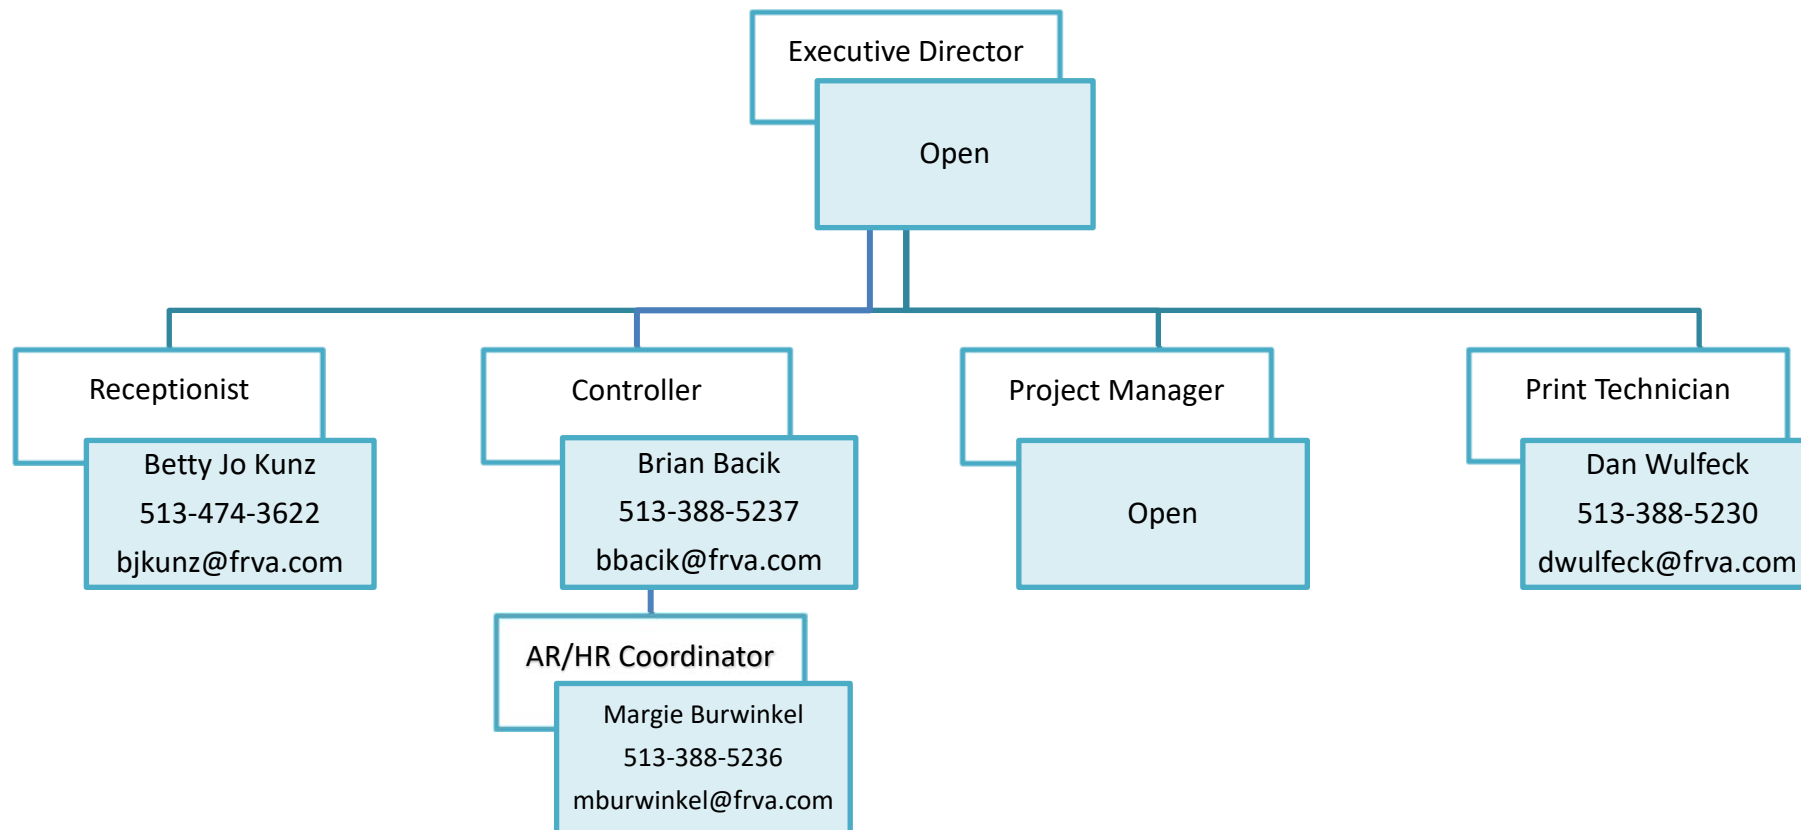 Executive Director
Open
Receptionist
Betty Jo Kunz
513-474-3622
bjkunz@frva.com
Controller
Brian Bacik
513-388-5237
bbacik@frva.com
Project Manager
Open
Print Technician
Dan Wulfeck
513-388-5230
dwulfeck@frva.com
AR/HR Coordinator
Margie Burwinkel
513-388-5236
mburwinkel@frva.com